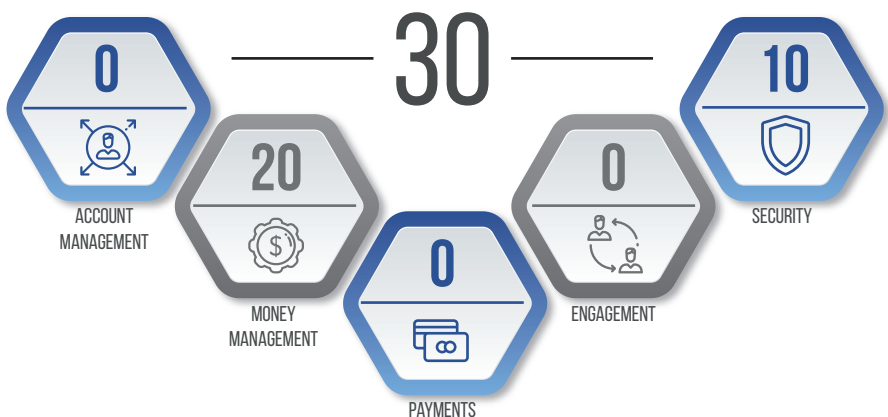 30
0
ACCOUNT
MANAGEMENT
20
$
MONEY
MANAGEMENT
0
PAYMENTS
0
ENGAGEMENT
10
SECURITY